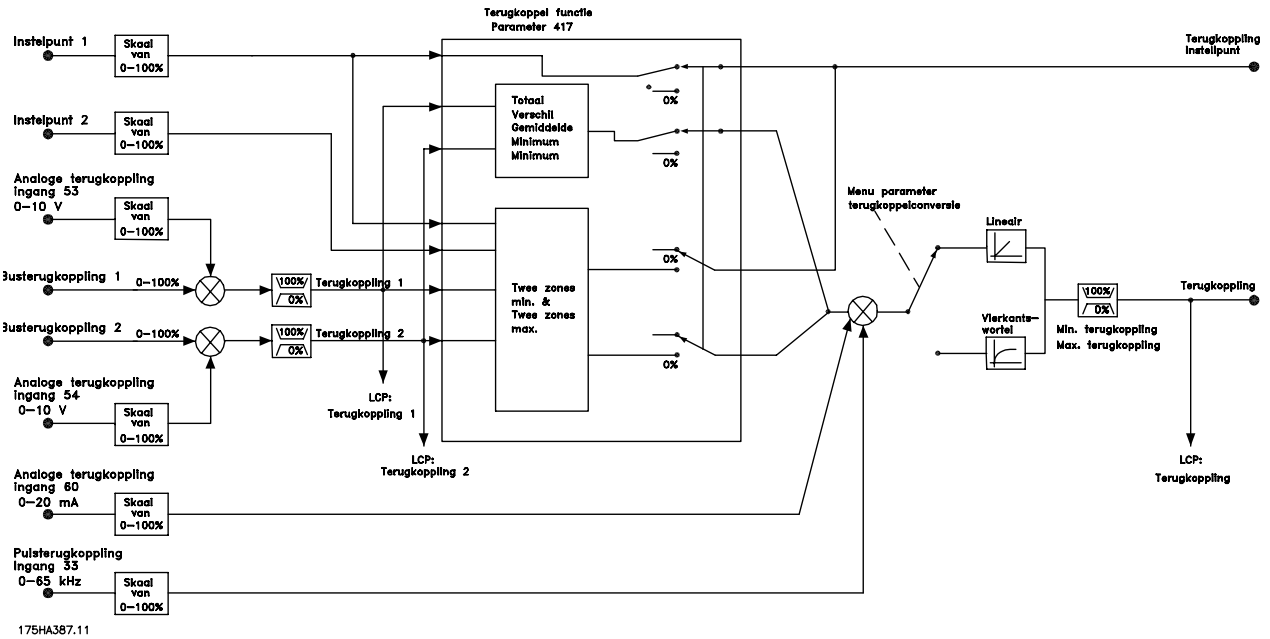 Terugkoppel functie
Parameter 417
Instelpunt 1
Skaal
van
0-100%
Terugkoppling
Instellpunt
Totaal
Verschil
Gemiddelde
Minimum
Minimum
0%
0%
Instelpunt 2
Skaal
van
0-100%
Analoge terugkoppling
ingang 53
0-10 V
Skaal
van
0-100%
Menu parameter
terugkoppelconversie
Lineair
0%
Busterugkoppling 1
0-100%
100%
0%
Terugkoppling 1
Twee zones
min. &
Twee zones
max.
Terugkoppling
100%
0%
Vierkants-
wortel
Min. terugkoppling
Max. terugkoppling
Busterugkoppling 2
0-100%
100%
0%
Terugkoppling 2
0%
Analoge terugkoppling
ingang 54
0-10 V
Skaal
van
0-100%
LCP:
Terugkoppling 1
LCP:
Terugkoppling 2
LCP:
Terugkoppling
Analoge terugkoppling
ingang 60
0-20 mA
Skaal
van
0-100%
Pulsterugkoppling
ingang 33
0-65 kHz
Skaal
van
0-100%
175HA387.11